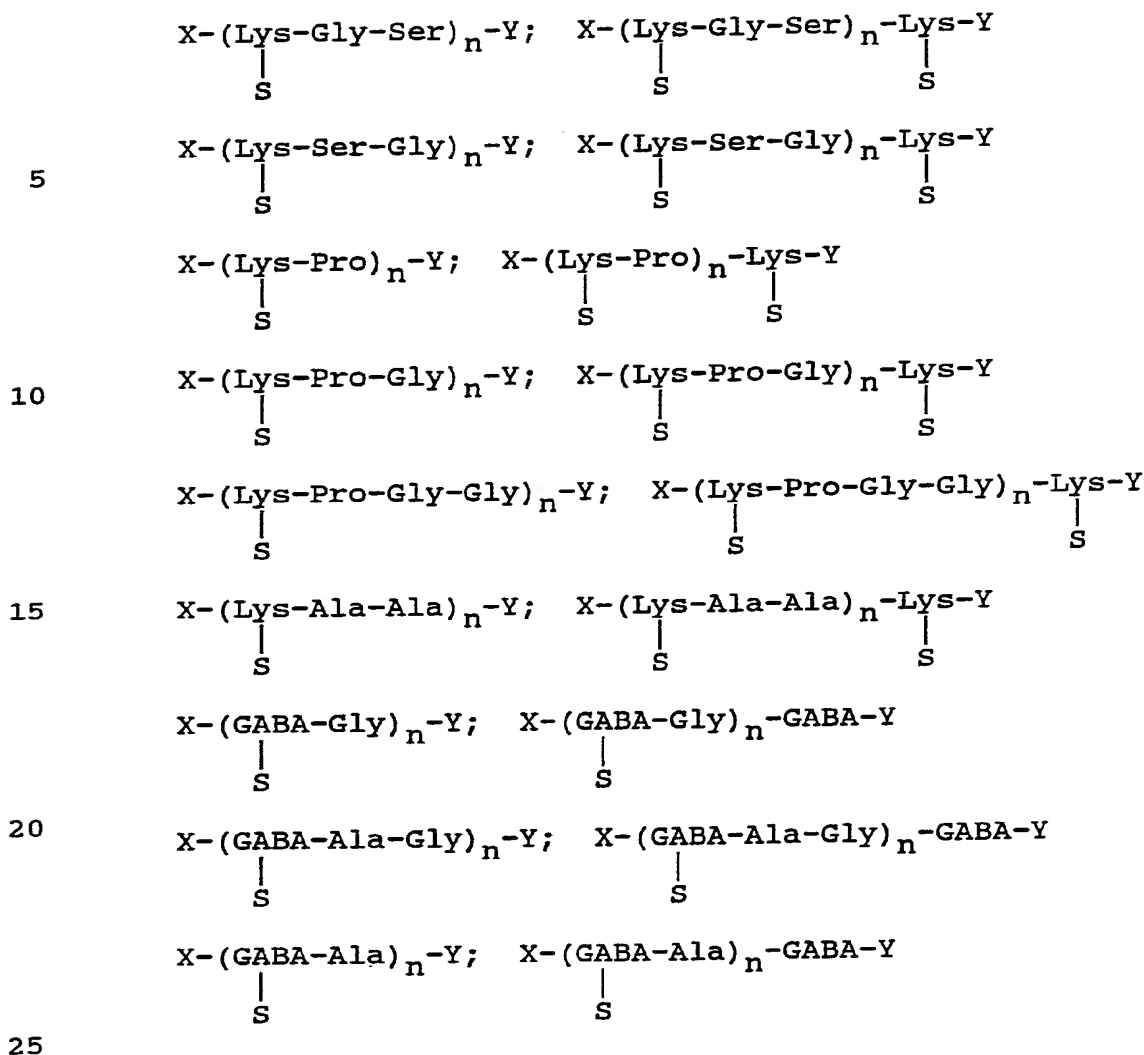 X-(Lys-Gly-Ser)n-Y; X-(Lys-Gly-Ser)n-Lys-Y
S S S
X-(Lys-Ser-Gly)n-Y; X-(Lys-Ser-Gly)n-Lys-Y
5
S S S
X-(Lys-Pro)n-Y; X-(Lys-Pro)n-Lys-Y
S S S
X-(Lys-Pro-Gly)n-Y; X-(Lys-Pro-Gly)n-Lys-Y
10
S S S
X-(Lys-Pro-Gly-Gly)n-Y; X-(Lys-Pro-Gly-Gly)n-Lys-Y
S S S
15 X-(Lys-Ala-Ala)n-Y; X-(Lys-Ala-Ala)n-Lys-Y
S S S
X-(GABA-Gly)n-Y; X-(GABA-Gly)n-GABA-Y
S S
20 X-(GABA-Ala-Gly)n-Y; X-(GABA-Ala-Gly)n-GABA-Y
S S
X-(GABA-Ala)n-Y; X-(GABA-Ala)n-GABA-Y
S S
25